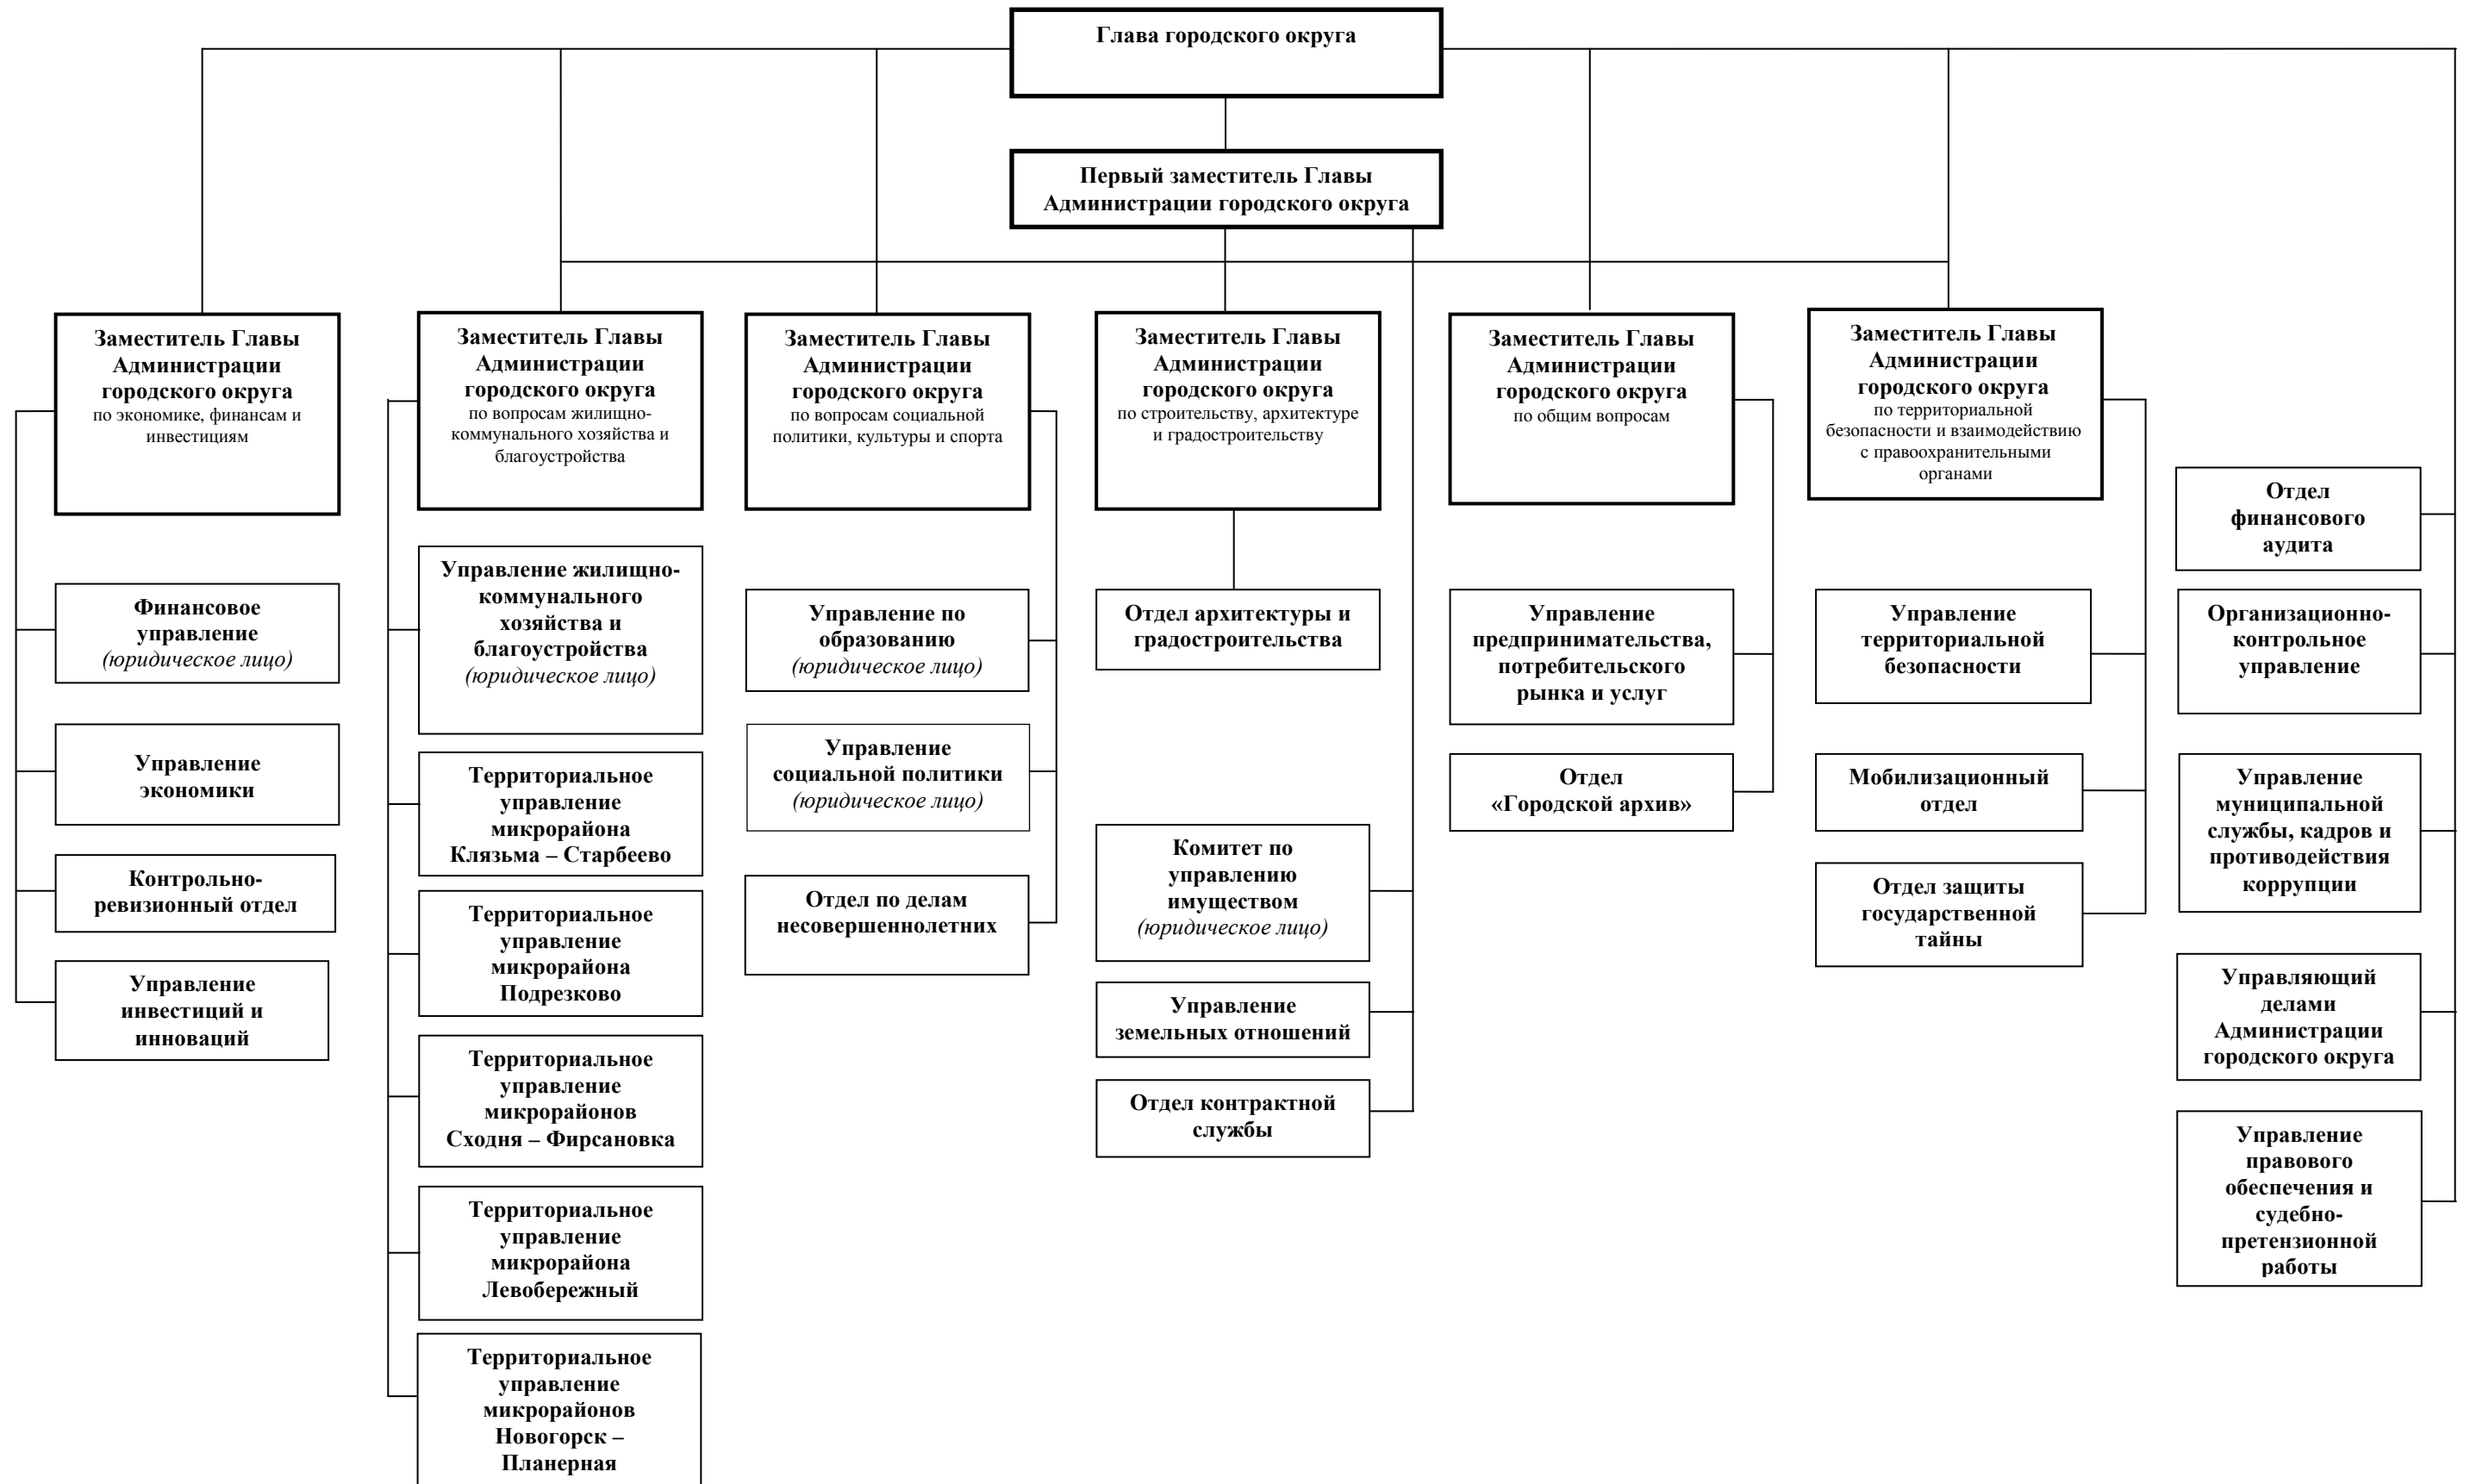 Глава городского округа
Первый заместитель Главы
Администрации городского округа
Заместитель Главы
Администрации
городского округа
по экономике, финансам и
инвестициям
Заместитель Главы
Администрации
городского округа
по вопросам жилищно-
коммунального хозяйства и
благоустройства
Заместитель Главы
Администрации
городского округа
по вопросам социальной
политики, культуры и спорта
Заместитель Главы
Администрации
городского округа
по строительству, архитектуре
и градостроительству
Заместитель Главы
Администрации
городского округа
по общим вопросам
Заместитель Главы
Администрации
городского округа
по территориальной
безопасности и взаимодействию
с правоохранительными
органами
Финансовое
управление
(юридическое лицо)
Управление
экономики
Контрольно-
ревизионный отдел
Управление
инвестиций и
инноваций
Управление жилищно-
коммунального
хозяйства и
благоустройства
(юридическое лицо)
Территориальное
управление
микрорайона
Клязьма – Старбеево
Территориальное
управление
микрорайона
Подрезково
Территориальное
управление
микрорайонов
Сходня – Фирсановка
Территориальное
управление
микрорайона
Левобережный
Территориальное
управление
микрорайонов
Новогорск –
Планерная
Управление по
образованию
(юридическое лицо)
Управление
социальной политики
(юридическое лицо)
Отдел по делам
несовершеннолетних
Отдел архитектуры и
градостроительства
Комитет по
управлению
имуществом
(юридическое лицо)
Управление
земельных отношений
Отдел контрактной
службы
Управление
предпринимательства,
потребительского
рынка и услуг
Отдел
«Городской архив»
Управление
территориальной
безопасности
Мобилизационный
отдел
Отдел защиты
государственной
тайны
Отдел
финансового
аудита
Организационно-
контрольное
управление
Управление
муниципальной
службы, кадров и
противодействия
коррупции
Управляющий
делами
Администрации
городского округа
Управление
правового
обеспечения и
судебно-
претензионной
работы